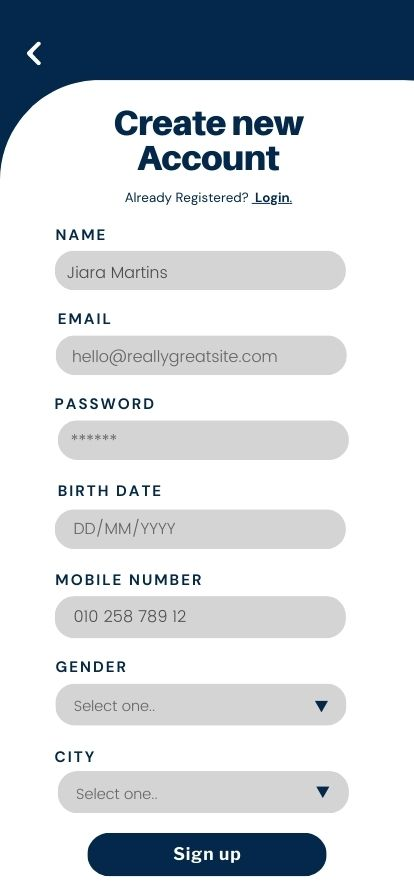 Create new
Account
Already Registered? Login.
NAME
Jiara Martins
EMAIL
hello@reallygreatsite.com
PASSWORD
******
BIRTH DATE
DD/MM/YYYY
MOBILE NUMBER
010 258 789 12
GENDER
Select one..
CITY
Select one..
Sign up